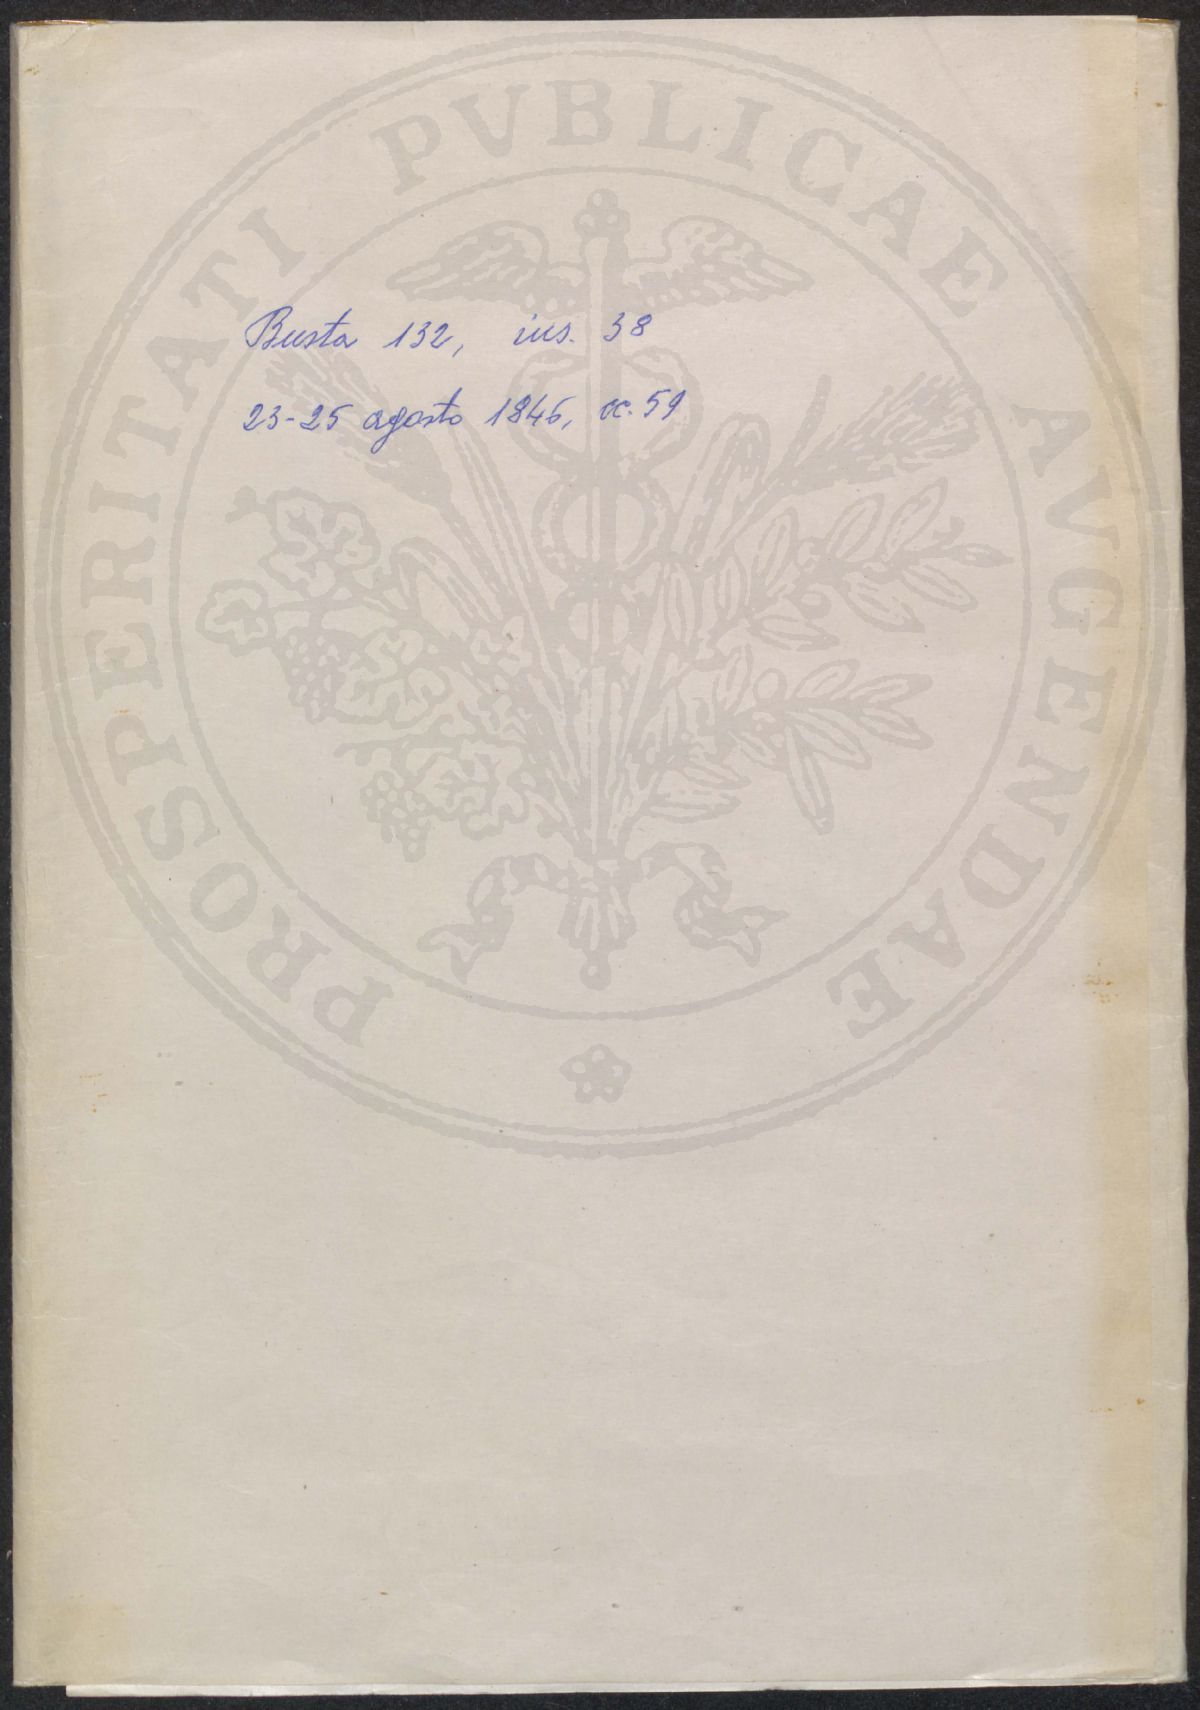 PROSPERITATI PVBLICAE AVGENDAE
Busta 132, ins. 38
23-25 agosto 1846, cc. 59